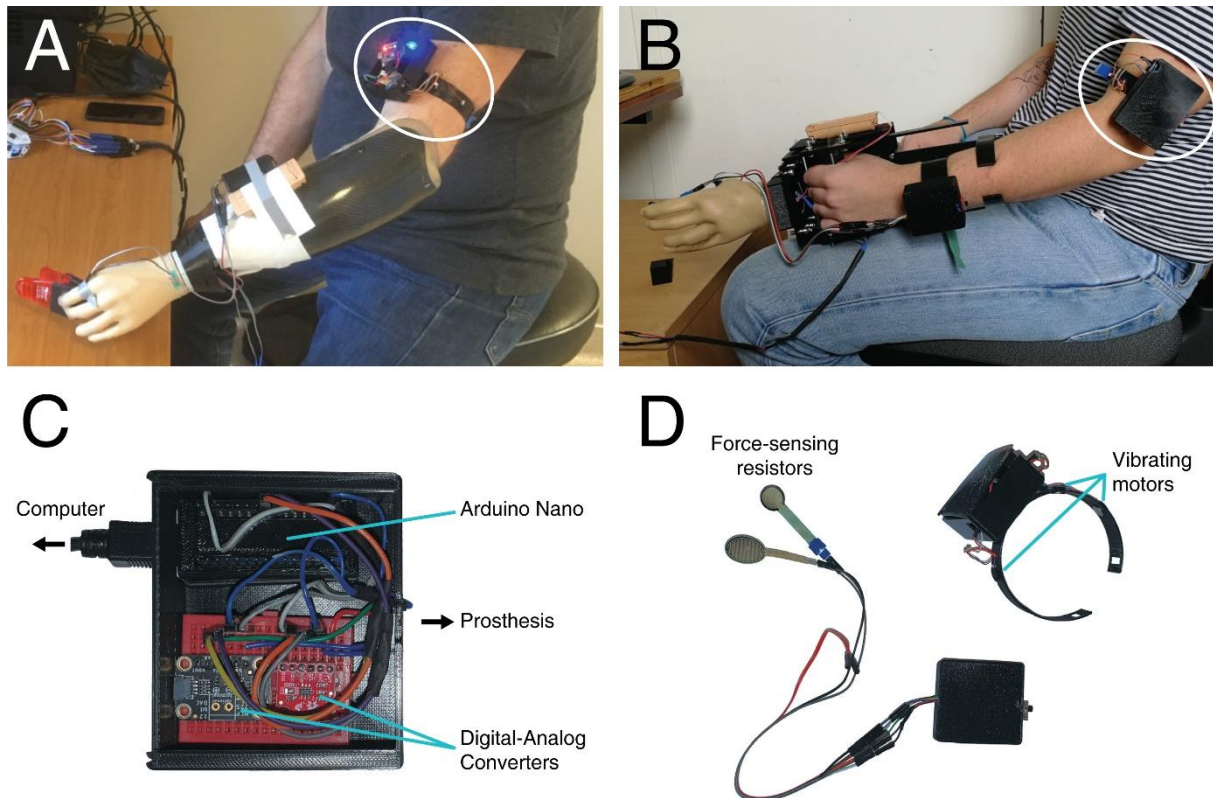 A
B
C
Computer
Arduino Nano
Prosthesis
Digital-Analog
Converters
D
Force-sensing
resistors
Vibrating
motors